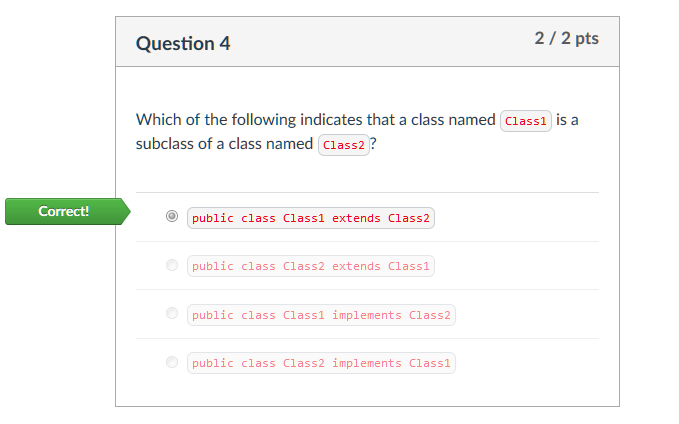 Question 4
2 / 2 pts
Which of the following indicates that a class named Class1 is a
subclass of a class named Class2?
Correct!
public class Class1 extends Class2
public class Class2 extends Class1
public class Class1 implements Class2
public class Class2 implements Class1